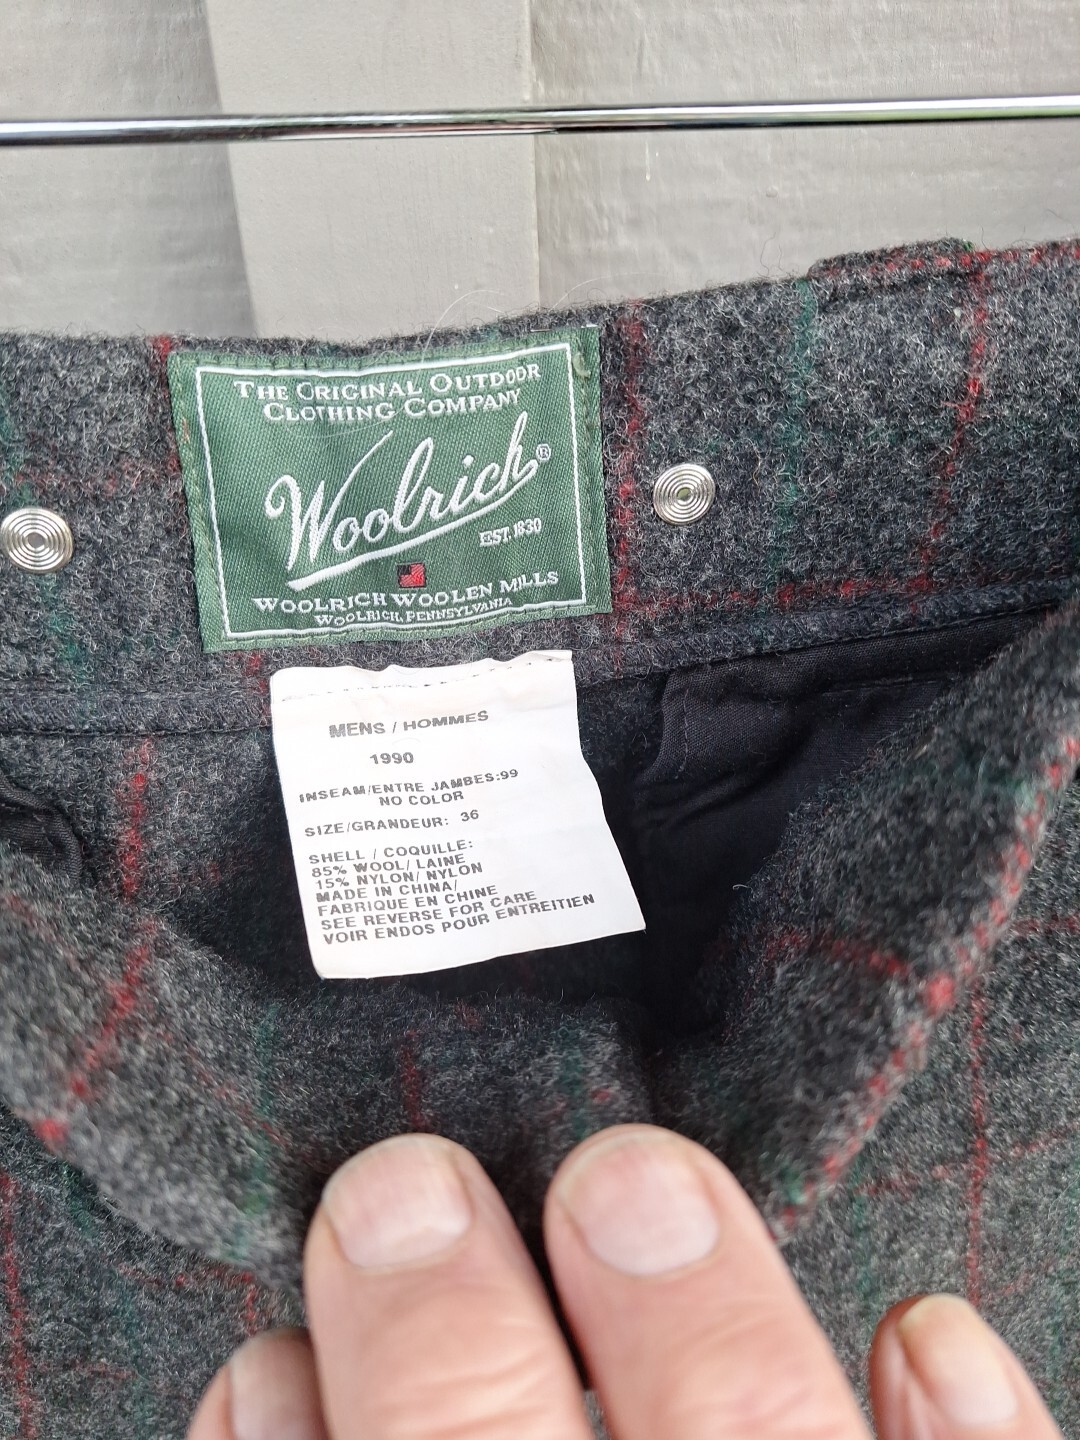 THE ORIGINAL OUTDOOR
CLOTHING COMPANY
Woolrich®
EST. 1830
WOOLRICH WOOLEN MILLS
WOOLRICH, PENNSYLVANIA
MENS / HOMMES
1990
INSEAM/ENTRE JAMBES:99
NO COLOR
SIZE/GRANDEUR: 36
SHELL / COQUILLE:
85% WOOL/ LAINE
15% NYLON/ NYLON
MADE IN CHINA/
FABRIQUE EN CHINE
SEE REVERSE FOR CARE
VOIR ENDOS POUR ENTREITIEN